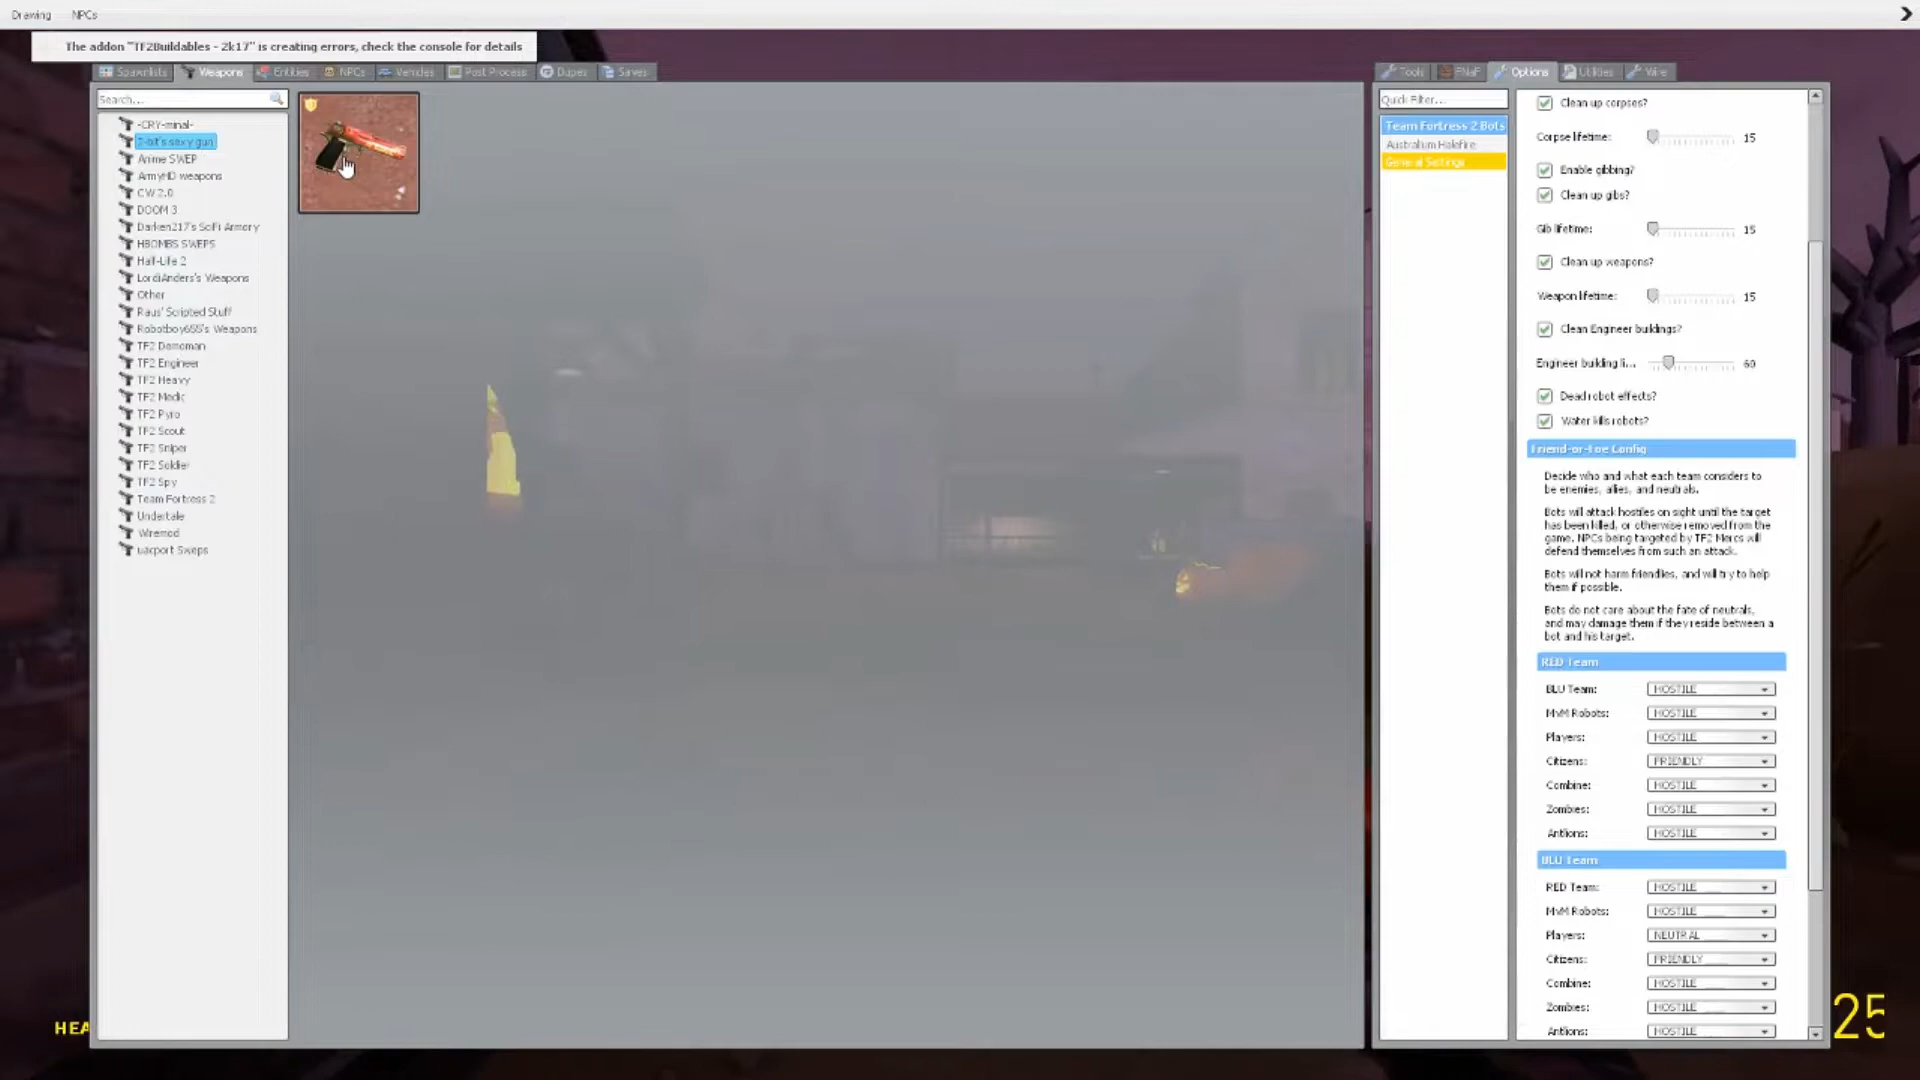 Drawing NPCs
The addon "TF2Buildables - 2k17" is creating errors, check the console for details
Spawnlists Weapons Entities NPCs Vehicles Post Process Dupes Saves
Search...
-CRY-minal-
2-bit's sexy gun
Anime SWEP
ArmyHD weapons
CW 2.0
DOOM 3
Darken217's SciFi Armory
HBOMBS SWEPS
Half-Life 2
LordiAnders's Weapons
Other
Raus' Scripted Stuff
Robotboy655's Weapons
TF2 Demoman
TF2 Engineer
TF2 Heavy
TF2 Medic
TF2 Pyro
TF2 Scout
TF2 Sniper
TF2 Soldier
TF2 Spy
Team Fortress 2
Undertale
Wiremod
uacport Sweps
HEA
Tools FNaF Options Utilities Wire
Quick Filter...
Team Fortress 2 Bots
Australium Halefire
General Settings
Clean up corpses?
Corpse lifetime: 15
Enable gibbing?
Clean up gibs?
Gib lifetime: 15
Clean up weapons?
Weapon lifetime: 15
Clean Engineer buildings?
Engineer building li... 60
Dead robot effects?
Water kills robots?
Friend-or-Foe Config
Decide who and what each team considers to
be enemies, allies, and neutrals.
Bots will attack hostiles on sight until the target
has been killed, or otherwise removed from the
game. NPCs being targeted by TF2 Mercs will
defend themselves from such an attack.
Bots will not harm friendlies, and will try to help
them if possible.
Bots do not care about the fate of neutrals,
and may damage them if they reside between a
bot and his target.
RED Team
BLU Team: HOSTILE
MvM Robots: HOSTILE
Players: HOSTILE
Citizens: FRIENDLY
Combine: HOSTILE
Zombies: HOSTILE
Antlions: HOSTILE
BLU Team
RED Team: HOSTILE
MvM Robots: HOSTILE
Players: NEUTRAL
Citizens: FRIENDLY
Combine: HOSTILE
Zombies: HOSTILE
Antlions: HOSTILE
25